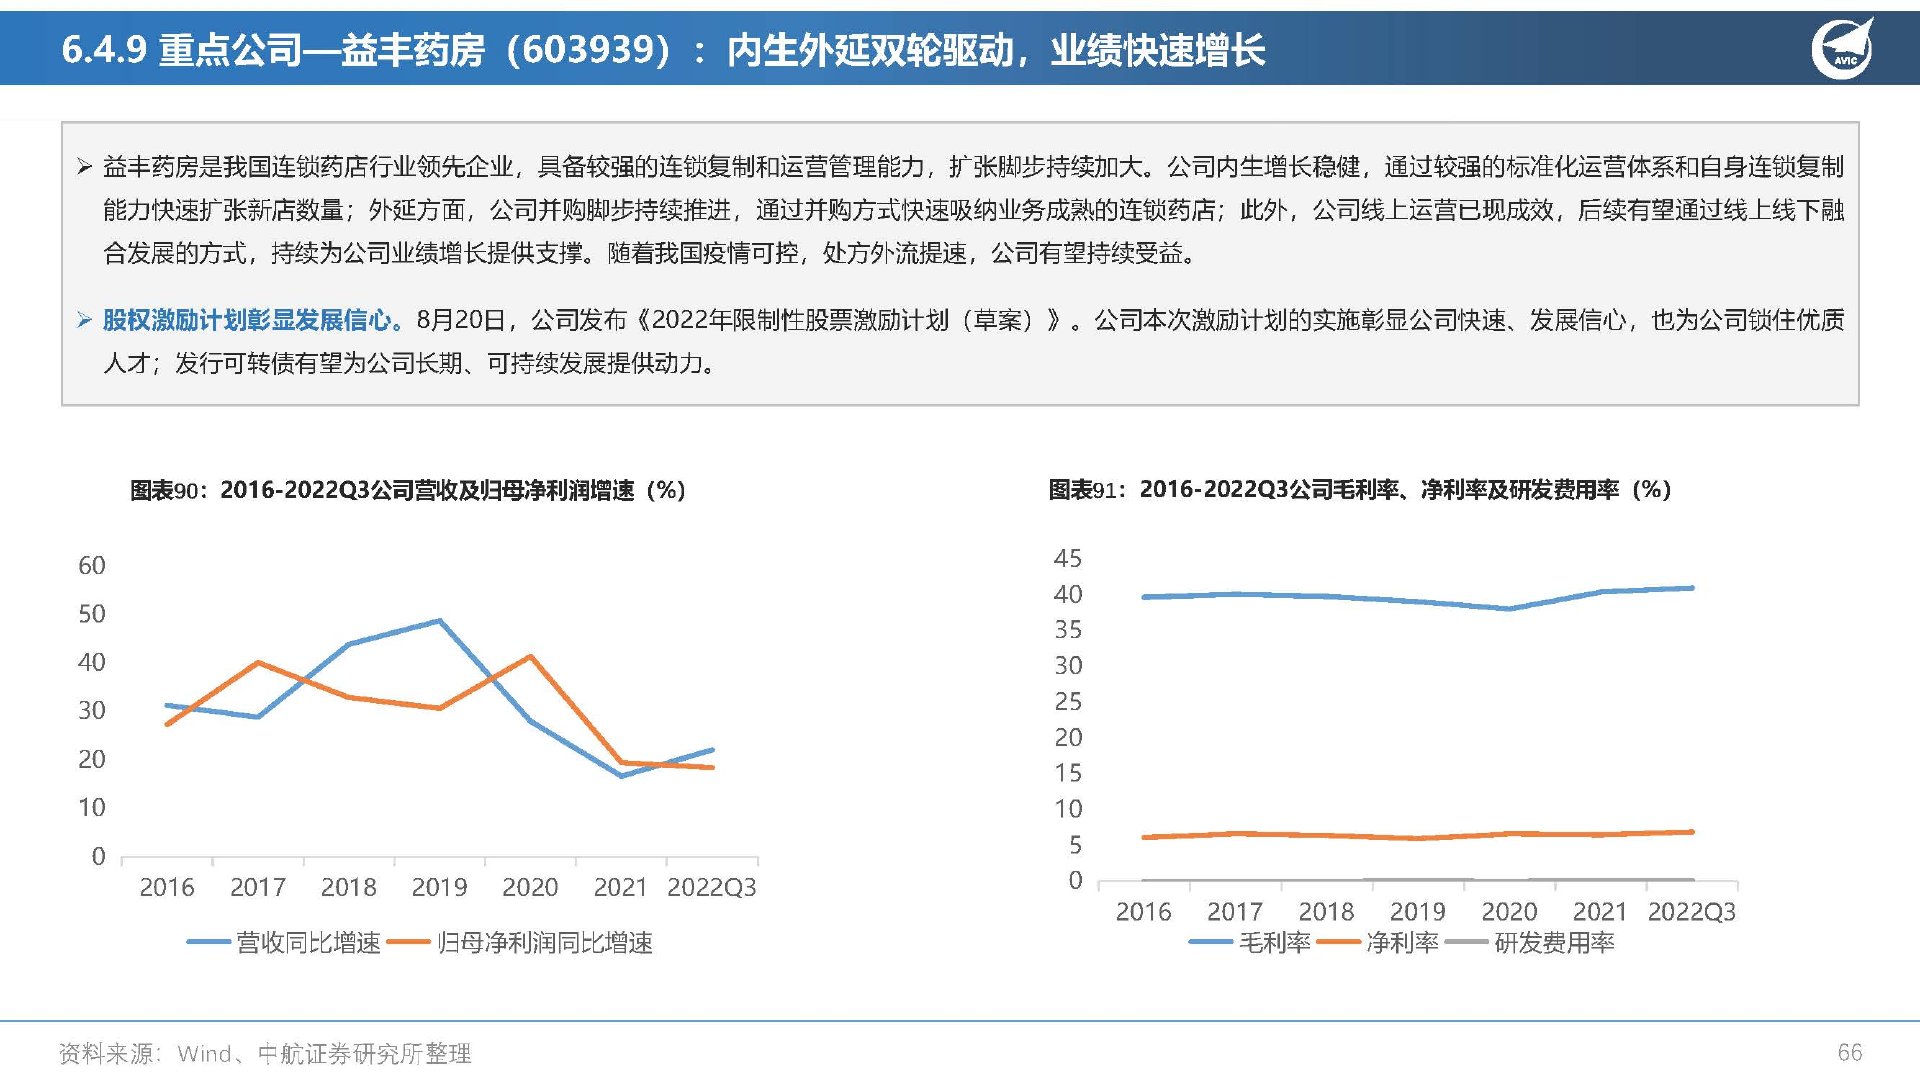 6.4.9 重点公司—益丰药房（603939）：内生外延双轮驱动，业绩快速增长
AVIC
➢ 益丰药房是我国连锁药店行业领先企业，具备较强的连锁复制和运营管理能力，扩张脚步持续加大。公司内生增长稳健，通过较强的标准化运营体系和自身连锁复制
能力快速扩张新店数量；外延方面，公司并购脚步持续推进，通过并购方式快速吸纳业务成熟的连锁药店；此外，公司线上运营已现成效，后续有望通过线上线下融
合发展的方式，持续为公司业绩增长提供支撑。随着我国疫情可控，处方外流提速，公司有望持续受益。
➢ 股权激励计划彰显发展信心。8月20日，公司发布《2022年限制性股票激励计划（草案）》。公司本次激励计划的实施彰显公司快速、发展信心，也为公司锁住优质
人才；发行可转债有望为公司长期、可持续发展提供动力。
图表90：2016-2022Q3公司营收及归母净利润增速（%）
60
50
40
30
20
10
0
2016 2017 2018 2019 2020 2021 2022Q3
营收同比增速 归母净利润同比增速
图表91：2016-2022Q3公司毛利率、净利率及研发费用率（%）
45
40
35
30
25
20
15
10
5
0
2016 2017 2018 2019 2020 2021 2022Q3
毛利率 净利率 研发费用率
资料来源：Wind、中航证券研究所整理
66